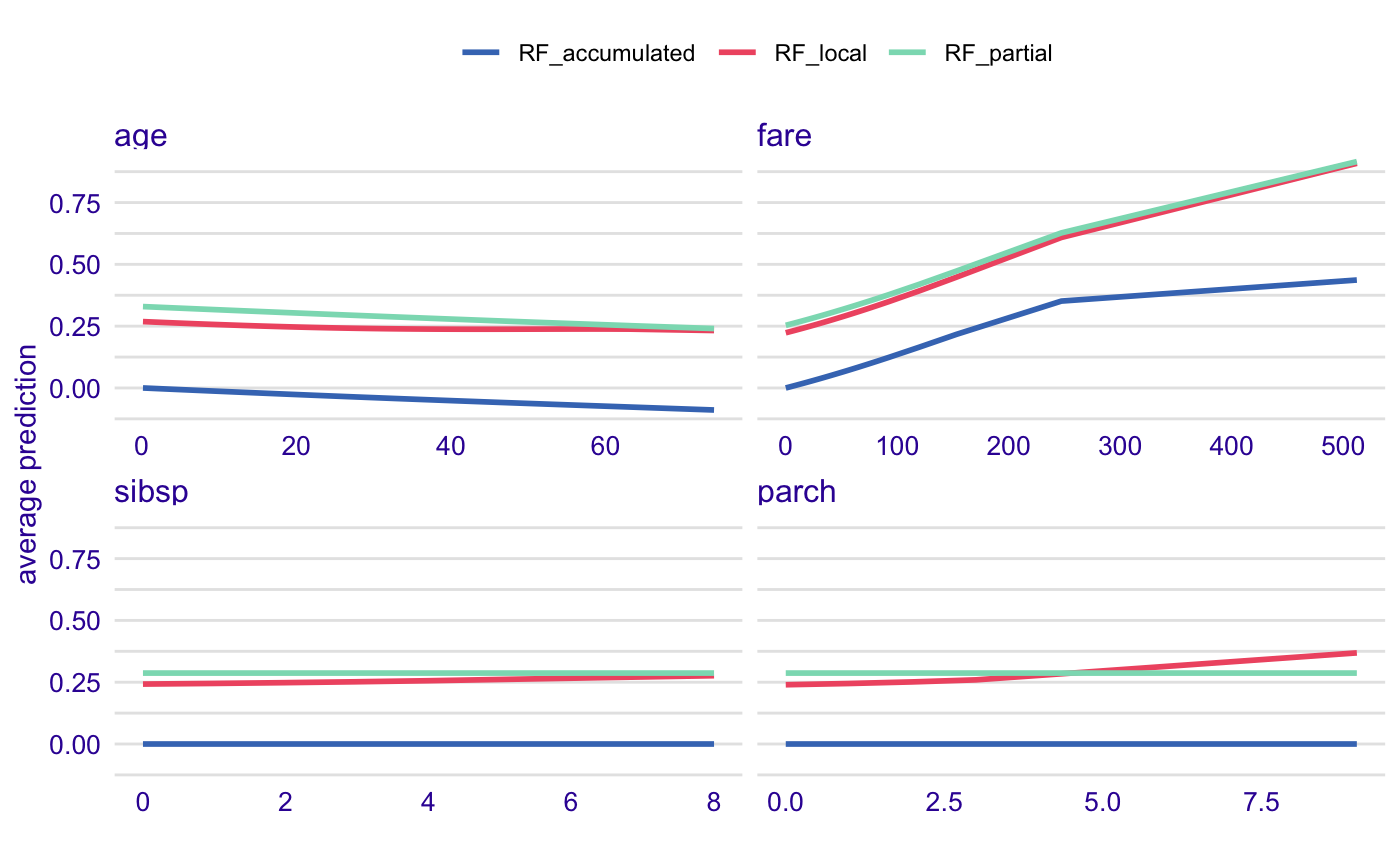 RF_accumulated RF_local RF_partial
age
fare
0.75
0.50
0.25
0.00
0 20 40 60
0 100 200 300 400 500
average prediction
sibsp
parch
0.75
0.50
0.25
0.00
0 2 4 6 8
0.0 2.5 5.0 7.5